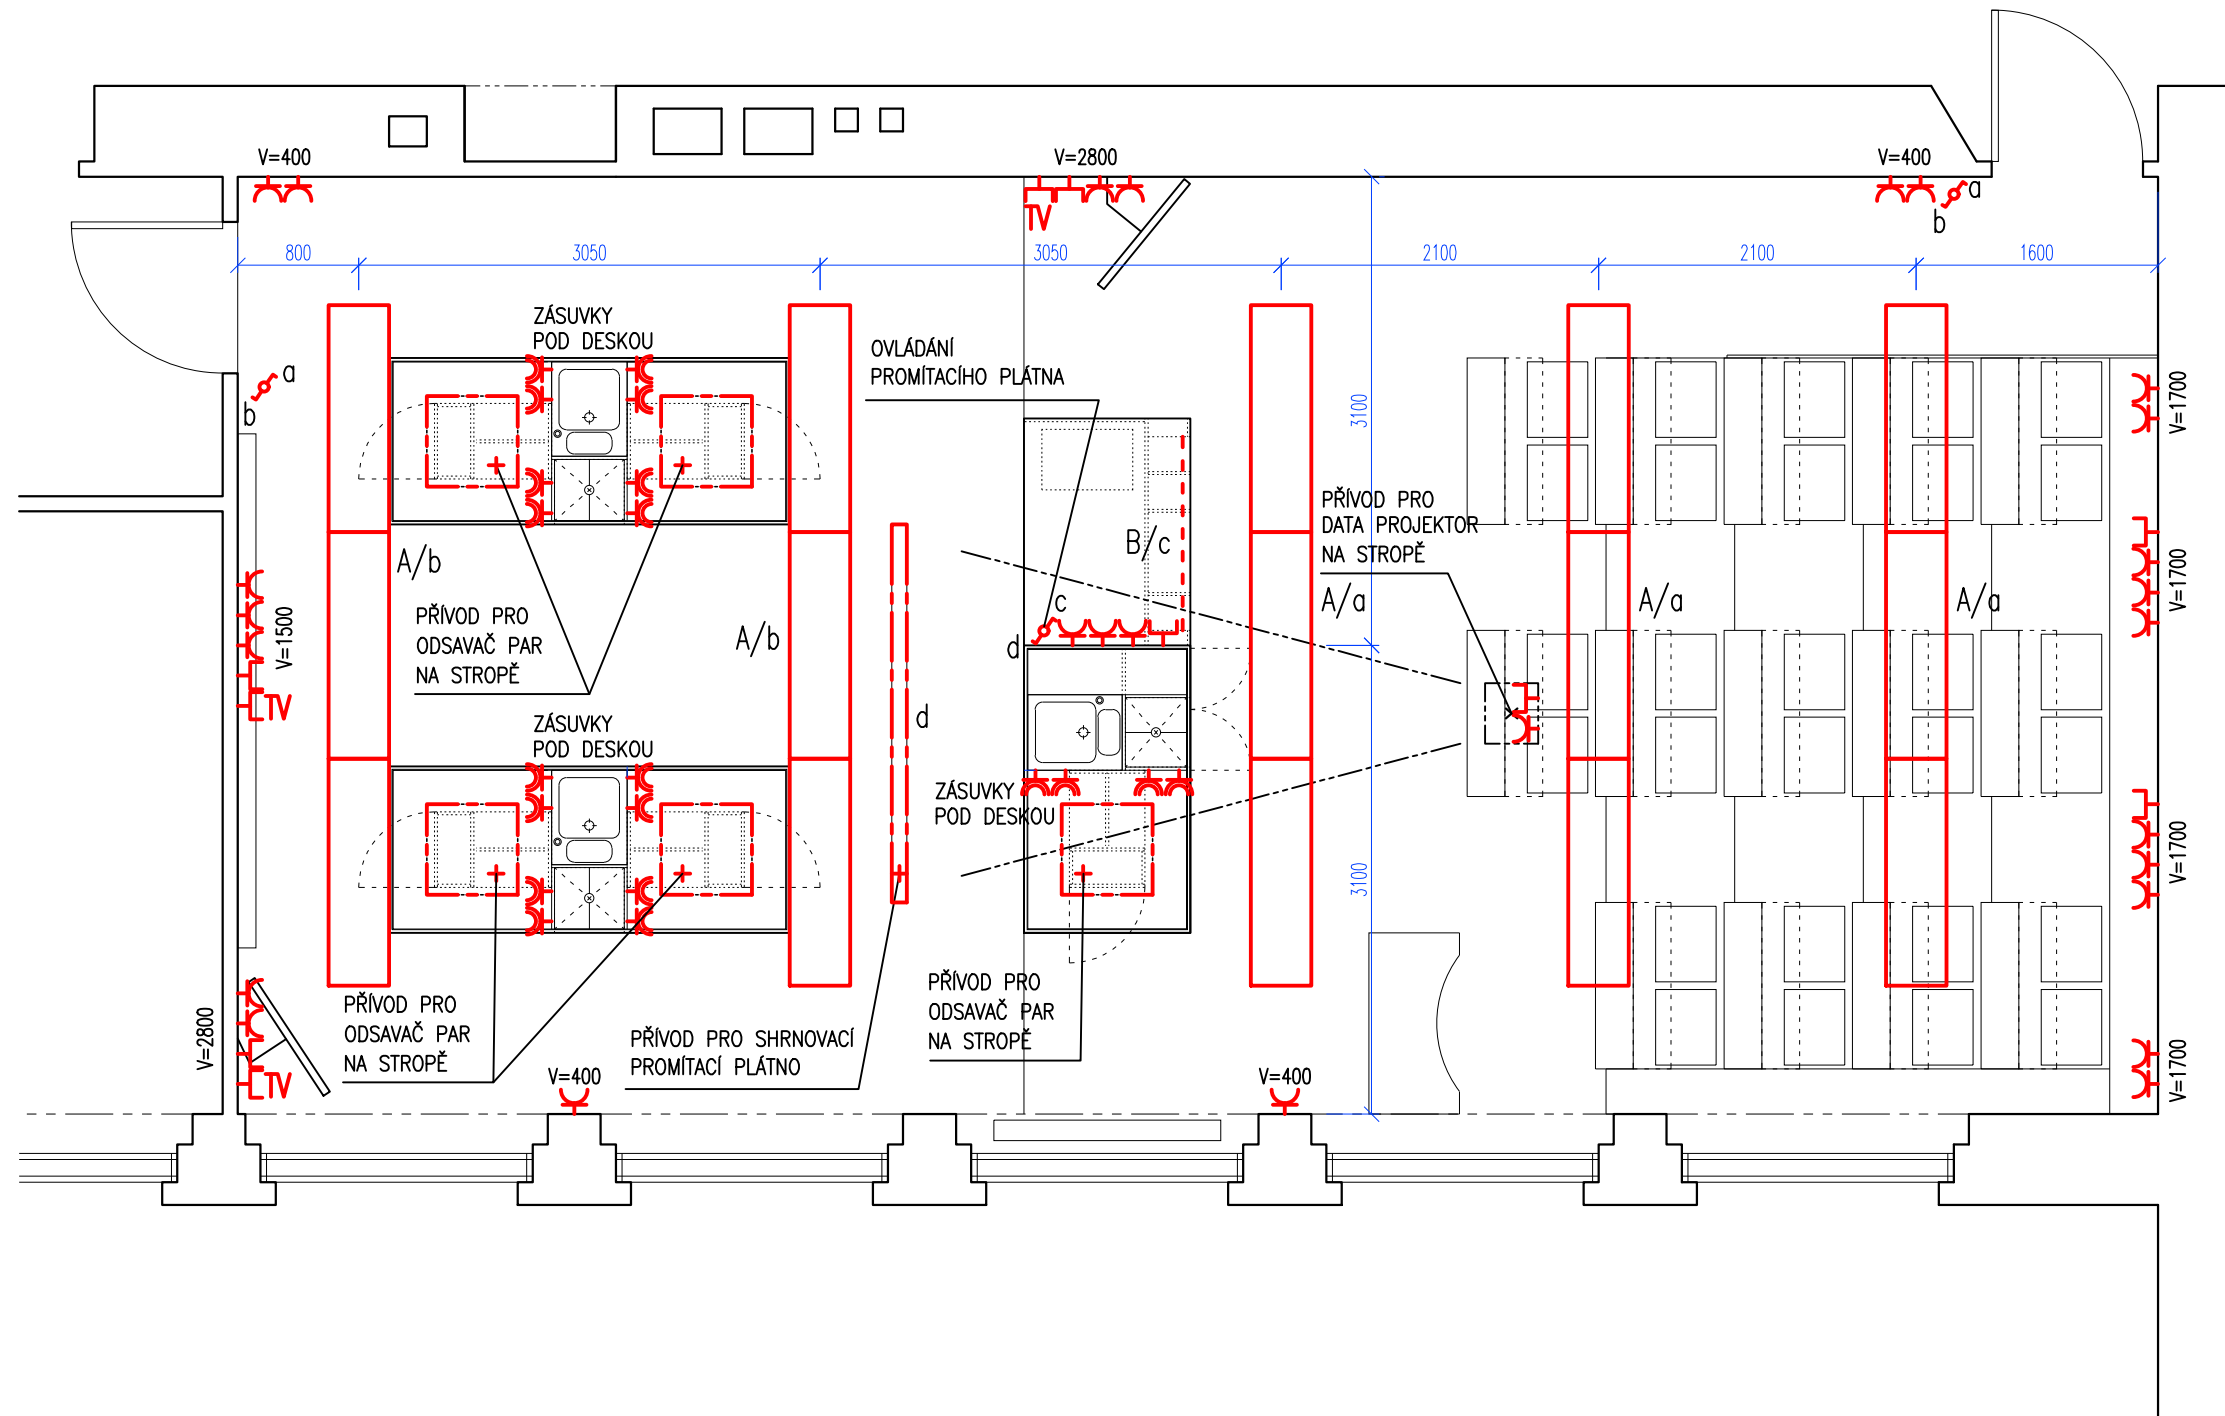 V=400
V=2800
V=400
TV
a
b
800
3050
3050
2100
2100
1600
ZÁSUVKY
POD DESKOU
OVLÁDÁNÍ
PROMÍTACÍHO PLÁTNA
a
b
3100
V=1700
PŘÍVOD PRO
DATA PROJEKTOR
NA STROPĚ
A/b
B/c
V=1700
PŘÍVOD PRO
ODSAVAČ PAR
NA STROPĚ
A/b
c
d
A/a
A/a
A/a
V=1500
TV
d
ZÁSUVKY
POD DESKOU
ZÁSUVKY
POD DESKOU
3100
V=1700
PŘÍVOD PRO
ODSAVAČ PAR
NA STROPĚ
PŘÍVOD PRO SHRNOVACÍ
PROMÍTACÍ PLÁTNO
PŘÍVOD PRO
ODSAVAČ PAR
NA STROPĚ
V=2800
TV
V=400
V=400
V=1700